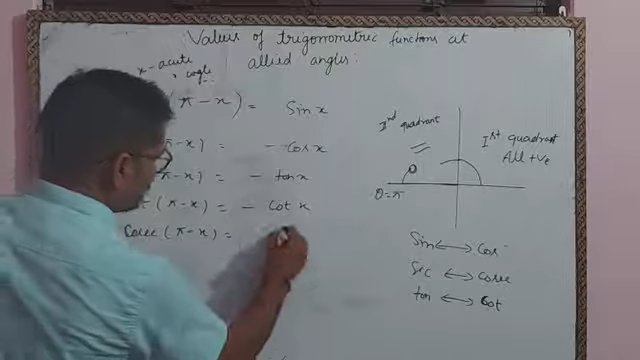 Values of trigonometric functions at
allied angles:
x - acute
angle
(π - x) = Sin x
π - x) = - Cos x
π - x) = - tan x
(π - x) = - Cot x
Cosec (π - x) =
IInd quadrant
Ist quadrant
All +ve
θ
θ = π
Sin ⟷ Cos
Sec ⟷ Cosec
tan ⟷ Cot